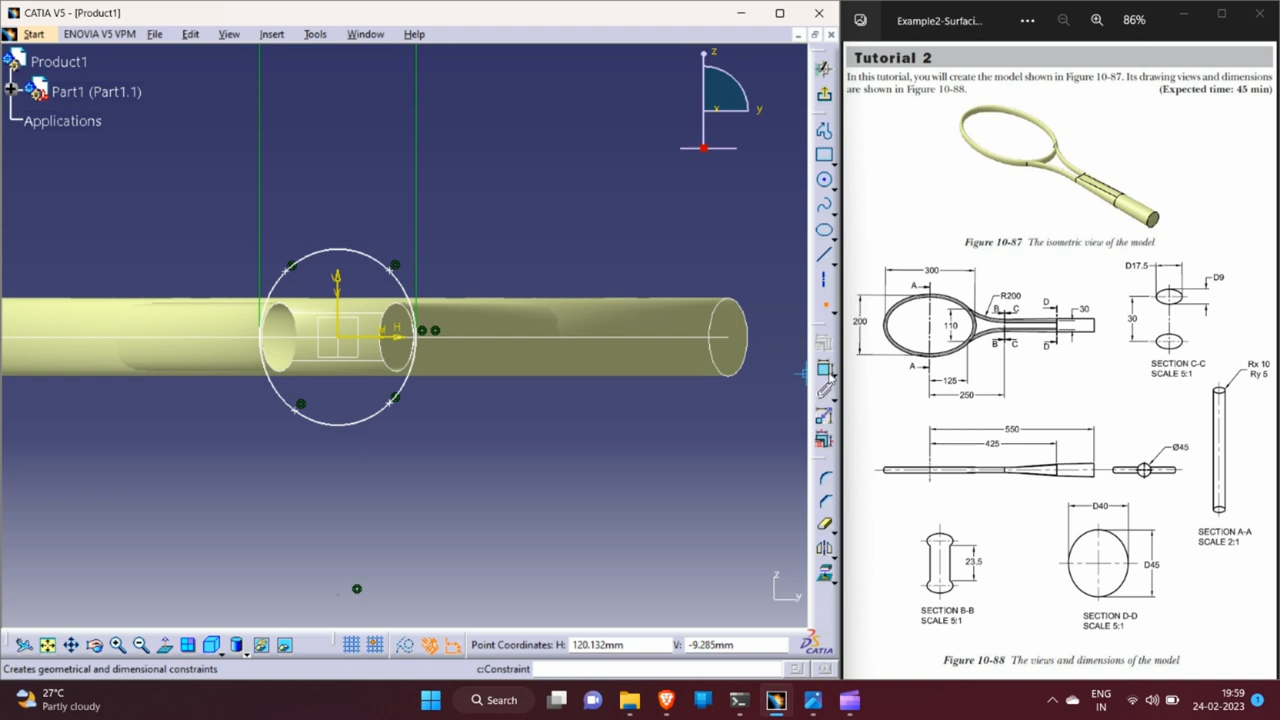 CATIA V5 - [Product1]
Start ENOVIA V5 VPM File Edit View Insert Tools Window Help
Product1
Part1 (Part1.1)
Applications
z
x
y
V
H
z
y
Point Coordinates: H: 120.132mm V: -9.285mm
CATIA
Creates geometrical and dimensional constraints
c:Constraint
Example2-Surfaci...
86%
Tutorial 2
In this tutorial, you will create the model shown in Figure 10-87. Its drawing views and dimensions
are shown in Figure 10-88. (Expected time: 45 min)
Figure 10-87 The isometric view of the model
300
A
R200
B C
D
30
200
110
B C
D
A
125
250
D17.5
D9
30
SECTION C-C
SCALE 5:1
Rx 10
Ry 5
550
425
Ø45
SECTION A-A
SCALE 2:1
23.5
SECTION B-B
SCALE 5:1
D40
D45
SECTION D-D
SCALE 5:1
Figure 10-88 The views and dimensions of the model
27°C
Partly cloudy
Search
ENG
IN
19:59
24-02-2023
1